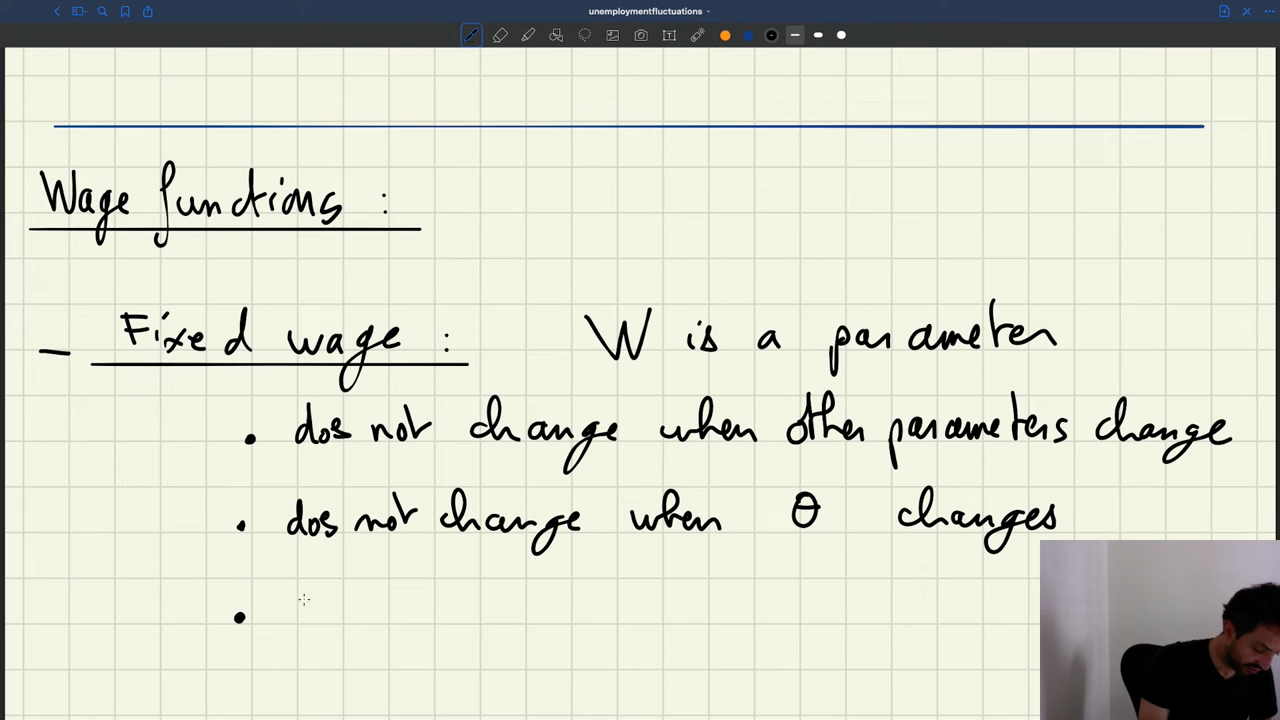 unemploymentfluctuations
Wage functions :
- Fixed wage : W is a parameter
• dos not change when other parameters change
• dos not change when θ changes
•